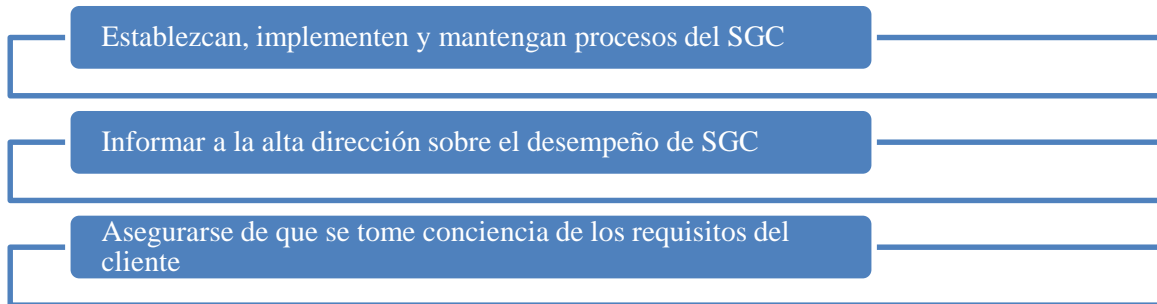 Establezcan, implementen y mantengan procesos del SGC
Informar a la alta dirección sobre el desempeño de SGC
Asegurarse de que se tome conciencia de los requisitos del
cliente